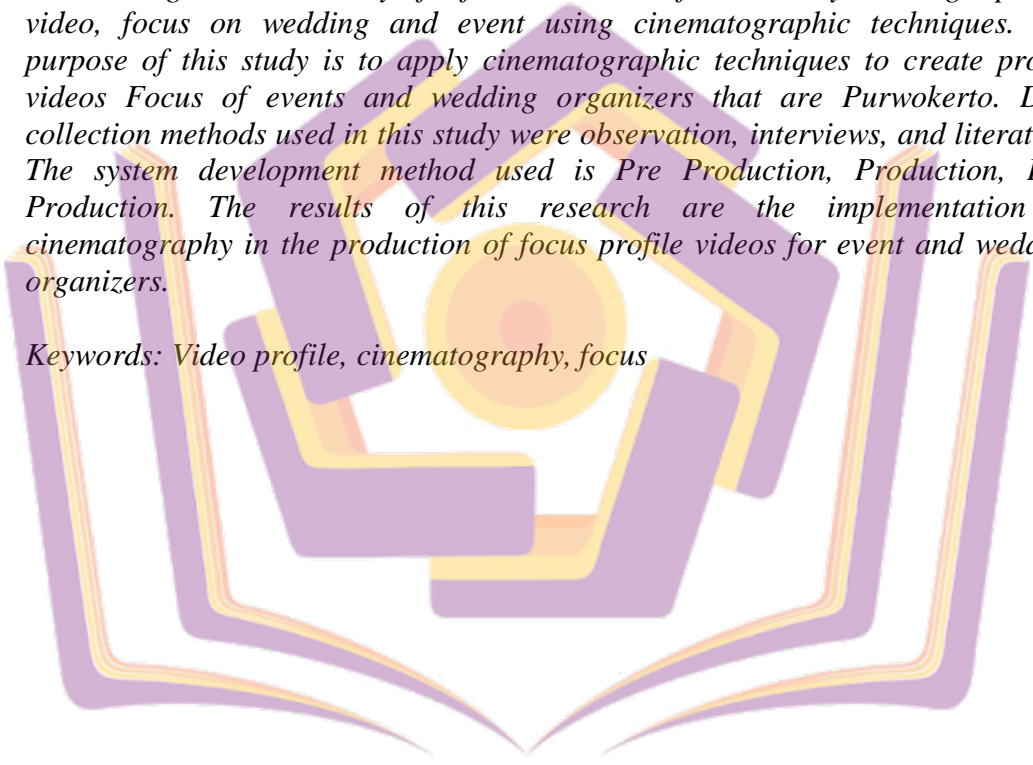 video, focus on wedding and event using cinematographic techniques.
purpose of this study is to apply cinematographic techniques to create
videos Focus of events and wedding organizers that are Purwokerto.
collection methods used in this study were observation, interviews, and
The system development method used is Pre Production, Production,
Production. The results of this research are the implementation
cinematography in the production of focus profile videos for event and
organizers.
Keywords: Video profile, cinematography, focus